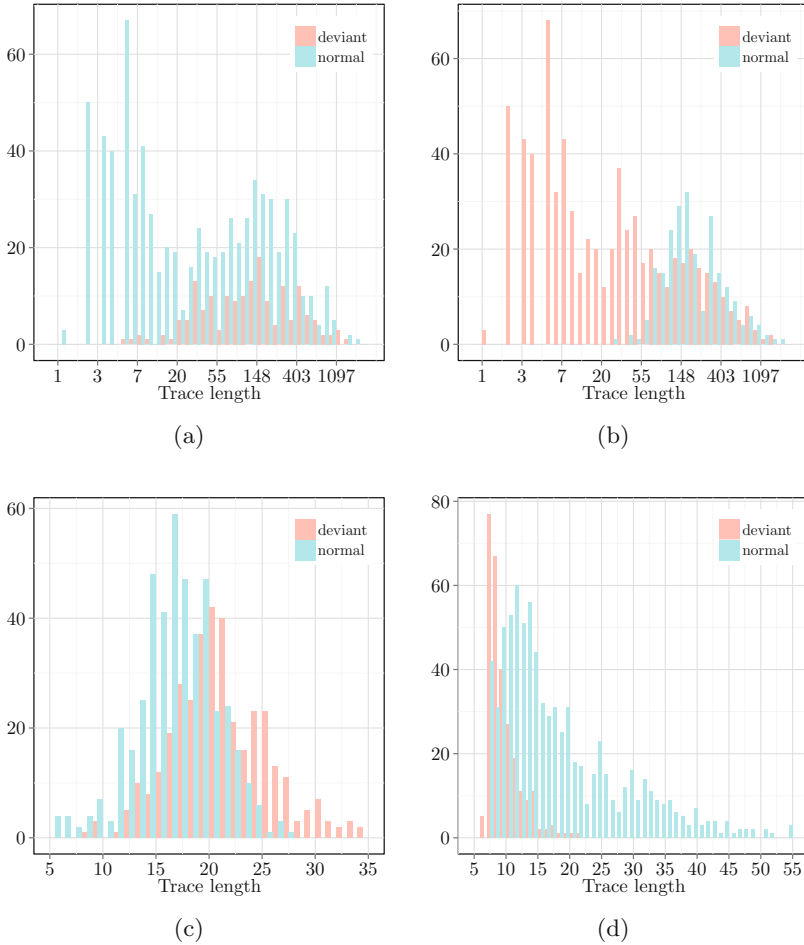 deviant
normal
60
40
20
0
1 3 7 20 55 148 403 1097
Trace length
(a)
deviant
normal
60
40
20
0
1 3 7 20 55 148 403 1097
Trace length
(b)
deviant
normal
60
40
20
0
5 10 15 20 25 30 35
Trace length
(c)
80
deviant
normal
60
40
20
0
5 10 15 20 25 30 35 40 45 50 55
Trace length
(d)